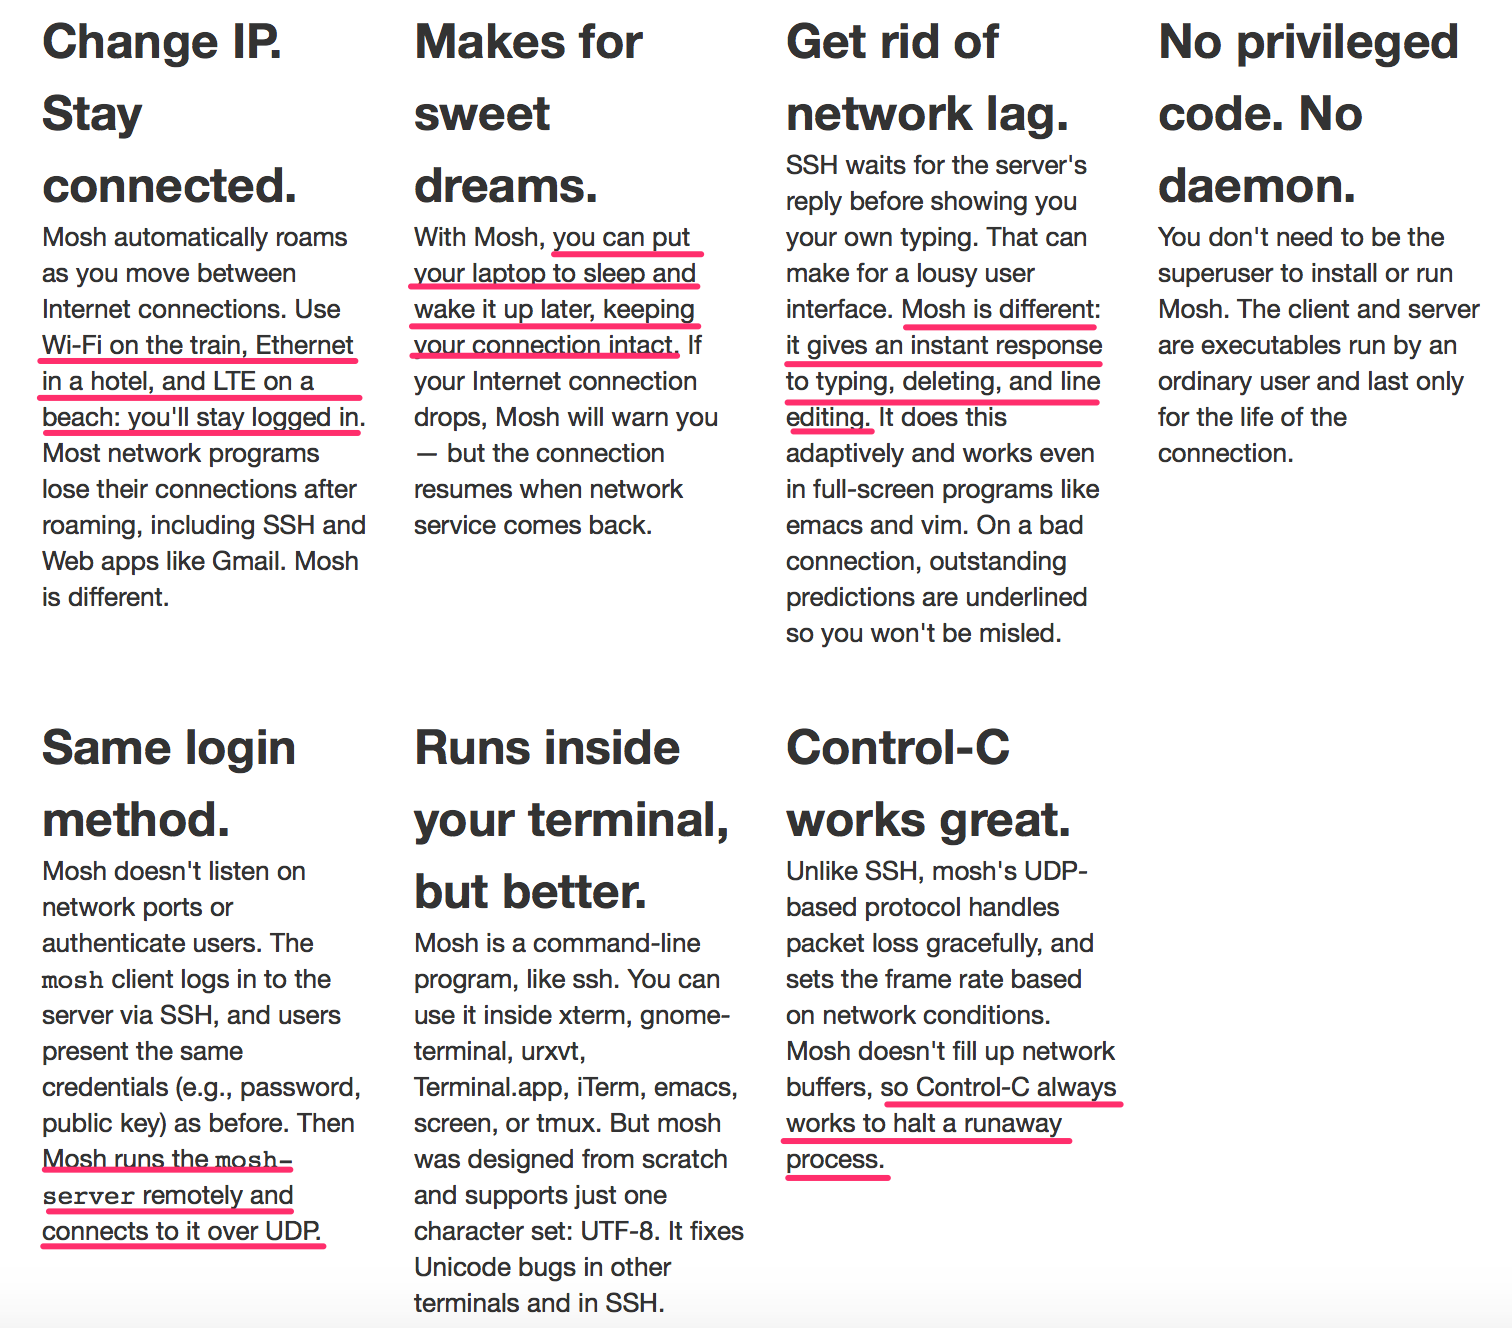 Change IP.
Stay
connected.
Mosh automatically roams
as you move between
Internet connections. Use
Wi-Fi on the train, Ethernet
in a hotel, and LTE on a
beach: you'll stay logged in.
Most network programs
lose their connections after
roaming, including SSH and
Web apps like Gmail. Mosh
is different.
Makes for
sweet
dreams.
With Mosh, you can put
your laptop to sleep and
wake it up later, keeping
your connection intact. If
your Internet connection
drops, Mosh will warn you
— but the connection
resumes when network
service comes back.
Get rid of
network lag.
SSH waits for the server's
reply before showing you
your own typing. That can
make for a lousy user
interface. Mosh is different:
it gives an instant response
to typing, deleting, and line
editing. It does this
adaptively and works even
in full-screen programs like
emacs and vim. On a bad
connection, outstanding
predictions are underlined
so you won't be misled.
No privileged
code. No
daemon.
You don't need to be the
superuser to install or run
Mosh. The client and server
are executables run by an
ordinary user and last only
for the life of the
connection.
Same login
method.
Mosh doesn't listen on
network ports or
authenticate users. The
mosh client logs in to the
server via SSH, and users
present the same
credentials (e.g., password,
public key) as before. Then
Mosh runs the mosh-
server remotely and
connects to it over UDP.
Runs inside
your terminal,
but better.
Mosh is a command-line
program, like ssh. You can
use it inside xterm, gnome-
terminal, urxvt,
Terminal.app, iTerm, emacs,
screen, or tmux. But mosh
was designed from scratch
and supports just one
character set: UTF-8. It fixes
Unicode bugs in other
terminals and in SSH.
Control-C
works great.
Unlike SSH, mosh's UDP-
based protocol handles
packet loss gracefully, and
sets the frame rate based
on network conditions.
Mosh doesn't fill up network
buffers, so Control-C always
works to halt a runaway
process.